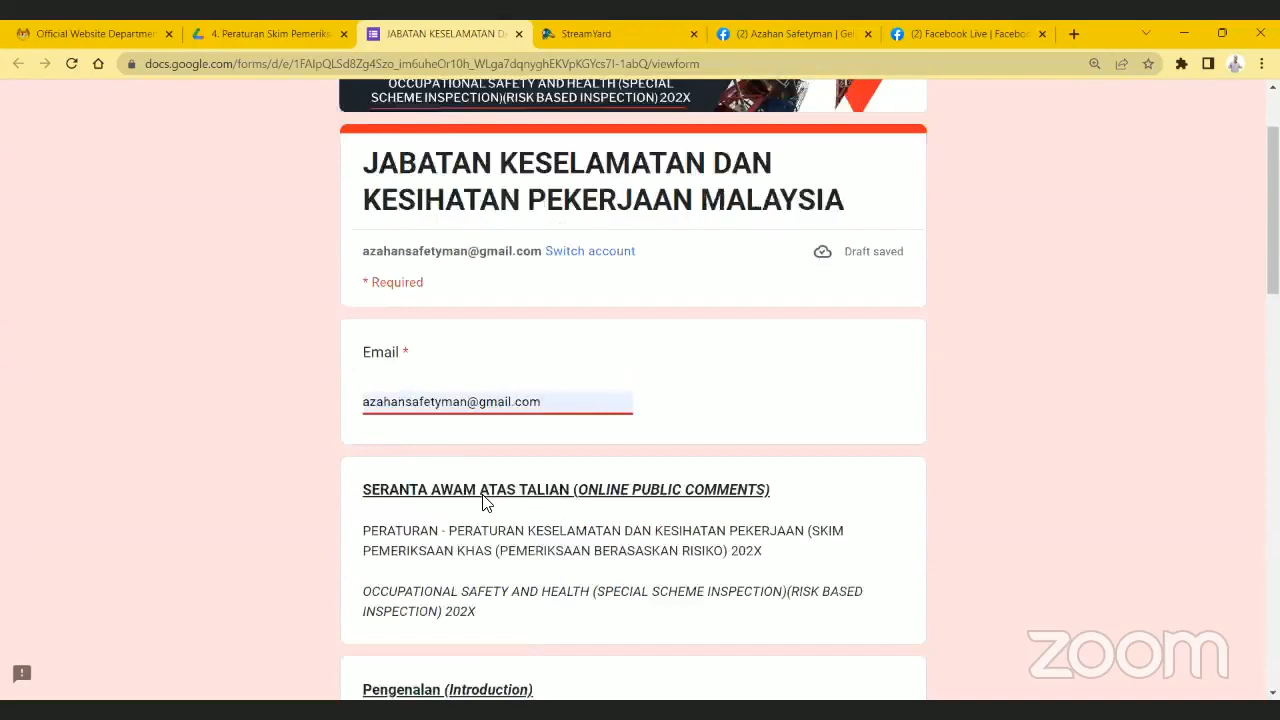 Official Website Departmen
4. Peraturan Skim Pemeriks
JABATAN KESELAMATAN DA
StreamYard
(2) Azahan Safetyman | Gel
(2) Facebook Live | Faceboo
docs.google.com/forms/d/e/1FAIpQLSd8Zg4Szo_im6uheOr10h_WLga7dqnyghEKVpKGYcs7I-1abQ/viewform
OCCUPATIONAL SAFETY AND HEALTH (SPECIAL
SCHEME INSPECTION)(RISK BASED INSPECTION) 202X
JABATAN KESELAMATAN DAN
KESIHATAN PEKERJAAN MALAYSIA
azahansafetyman@gmail.com Switch account
Draft saved
* Required
Email *
azahansafetyman@gmail.com
SERANTA AWAM ATAS TALIAN (ONLINE PUBLIC COMMENTS)
PERATURAN - PERATURAN KESELAMATAN DAN KESIHATAN PEKERJAAN (SKIM
PEMERIKSAAN KHAS (PEMERIKSAAN BERASASKAN RISIKO) 202X
OCCUPATIONAL SAFETY AND HEALTH (SPECIAL SCHEME INSPECTION)(RISK BASED
INSPECTION) 202X
Pengenalan (Introduction)
zoom